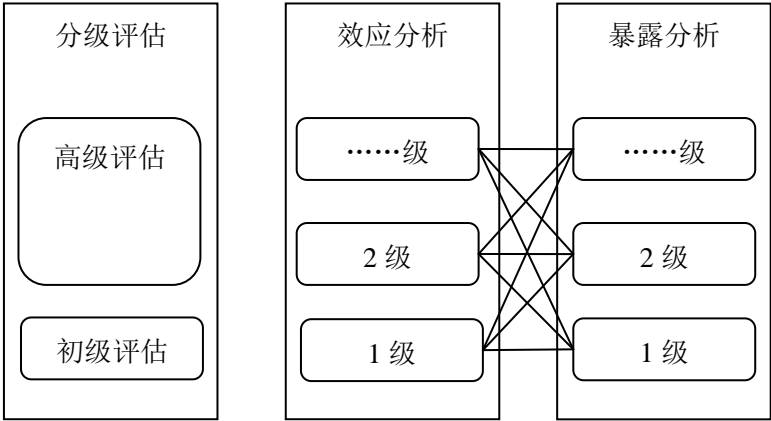 分级评估
效应分析
暴露分析
高级评估
……级
……级
2 级
2 级
初级评估
1 级
1 级